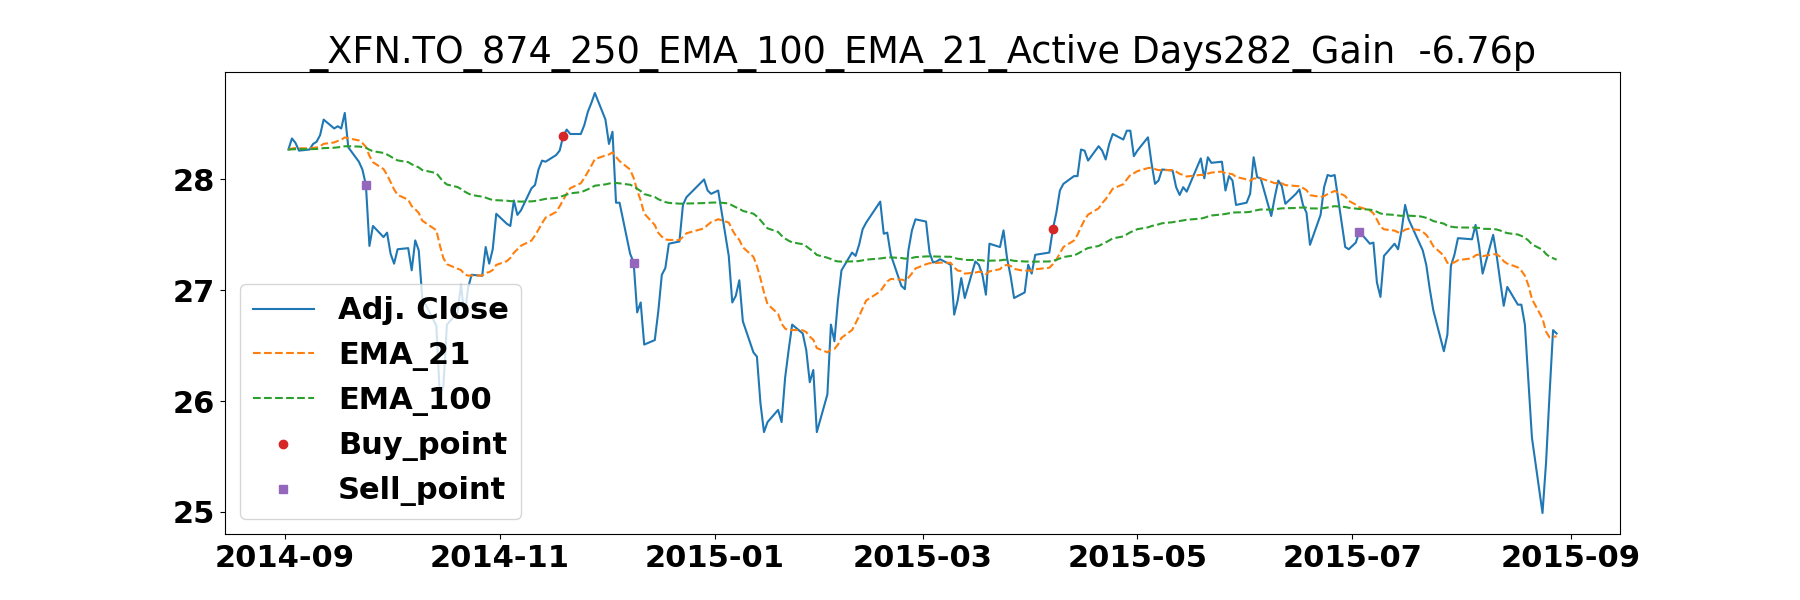 _XFN.TO_874_250_EMA_100_EMA_21_Active Days282_Gain  -6.76p
28
27
26
25
Adj. Close
EMA_21
EMA_100
Buy_point
Sell_point
2014-09 2014-11 2015-01 2015-03 2015-05 2015-07 2015-09